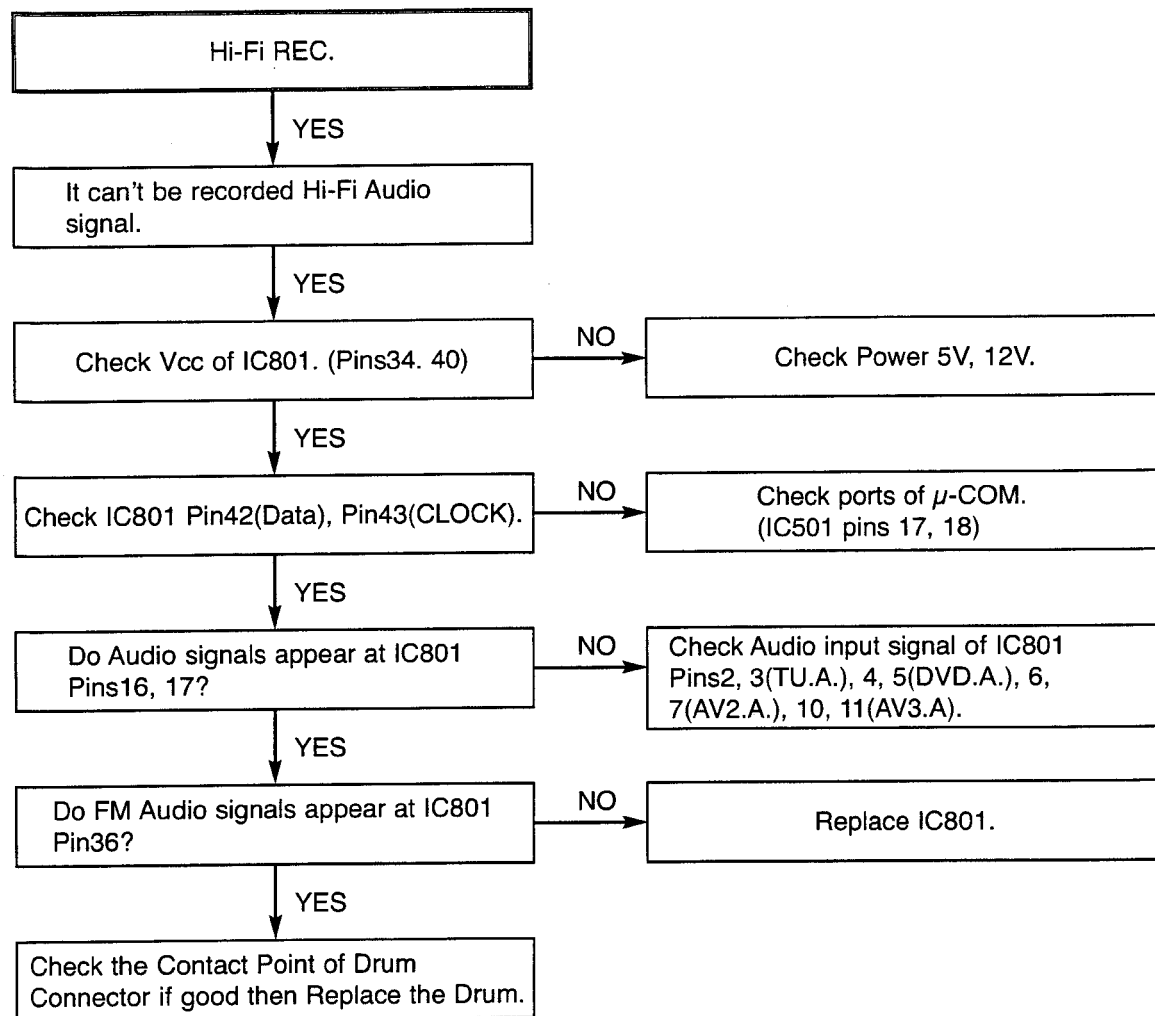 Hi-Fi REC.
YES
It can't be recorded Hi-Fi Audio
signal.
YES
Check Vcc of IC801. (Pins34. 40)
NO
Check Power 5V, 12V.
YES
Check IC801 Pin42(Data), Pin43(CLOCK).
NO
Check ports of μ-COM.
(IC501 pins 17, 18)
YES
Do Audio signals appear at IC801
Pins16, 17?
NO
Check Audio input signal of IC801
Pins2, 3(TU.A.), 4, 5(DVD.A.), 6,
7(AV2.A.), 10, 11(AV3.A).
YES
Do FM Audio signals appear at IC801
Pin36?
NO
Replace IC801.
YES
Check the Contact Point of Drum
Connector if good then Replace the Drum.